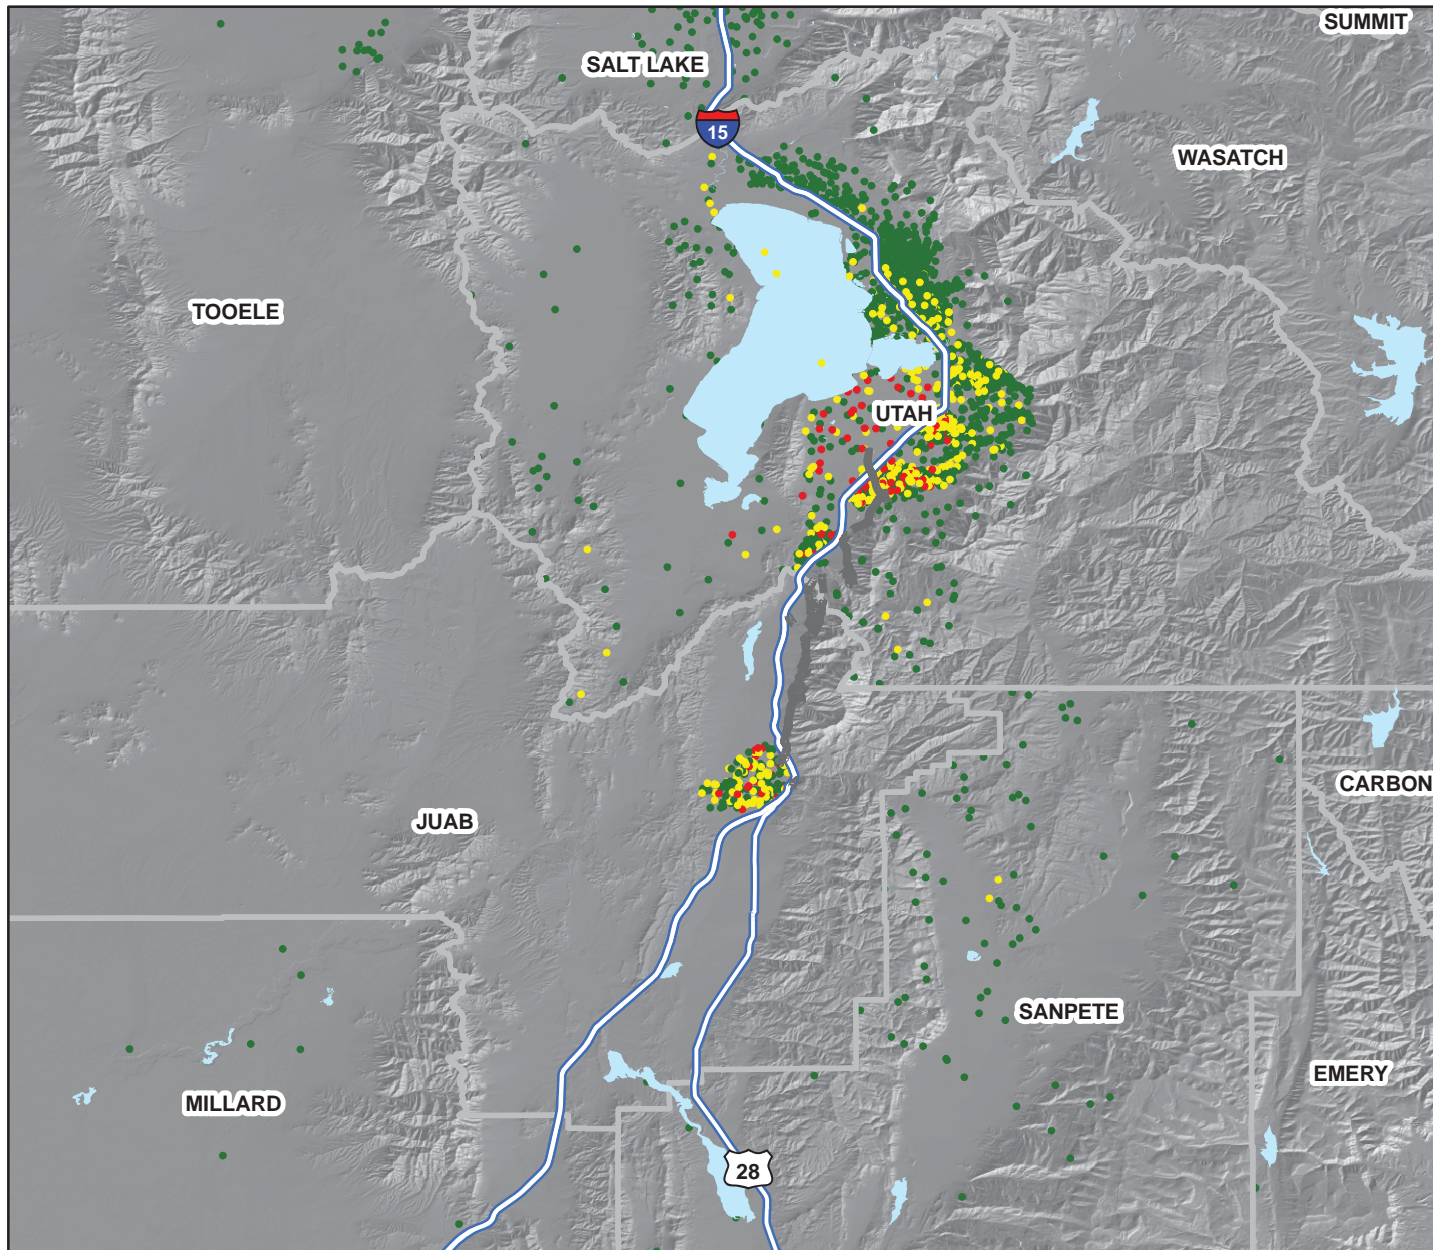 SUMMIT
SALT LAKE
15
WASATCH
TOOELE
UTAH
CARBON
JUAB
SANPETE
EMERY
MILLARD
28